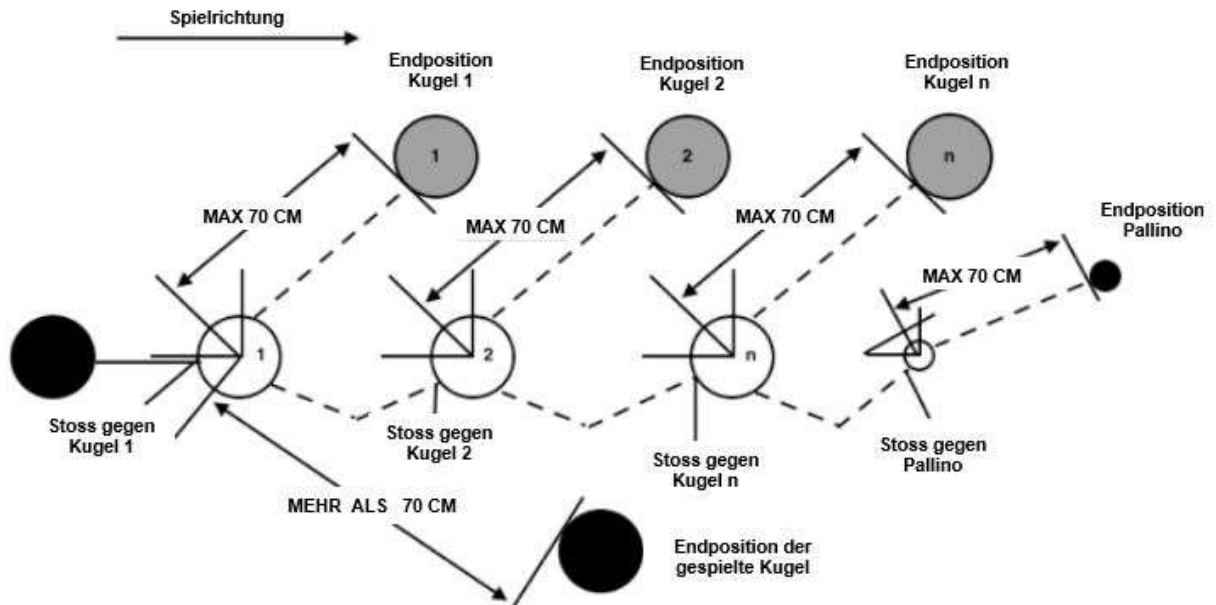 Spielrichtung
Endposition
Kugel 1
Endposition
Kugel 2
Endposition
Kugel n
1
2
n
Endposition
Pallino
MAX 70 CM
MAX 70 CM
MAX 70 CM
MAX 70 CM
1
2
n
Stoss gegen
Kugel 1
Stoss gegen
Kugel 2
Stoss gegen
Kugel n
Stoss gegen
Pallino
MEHR ALS 70 CM
Endposition der
gespielte Kugel